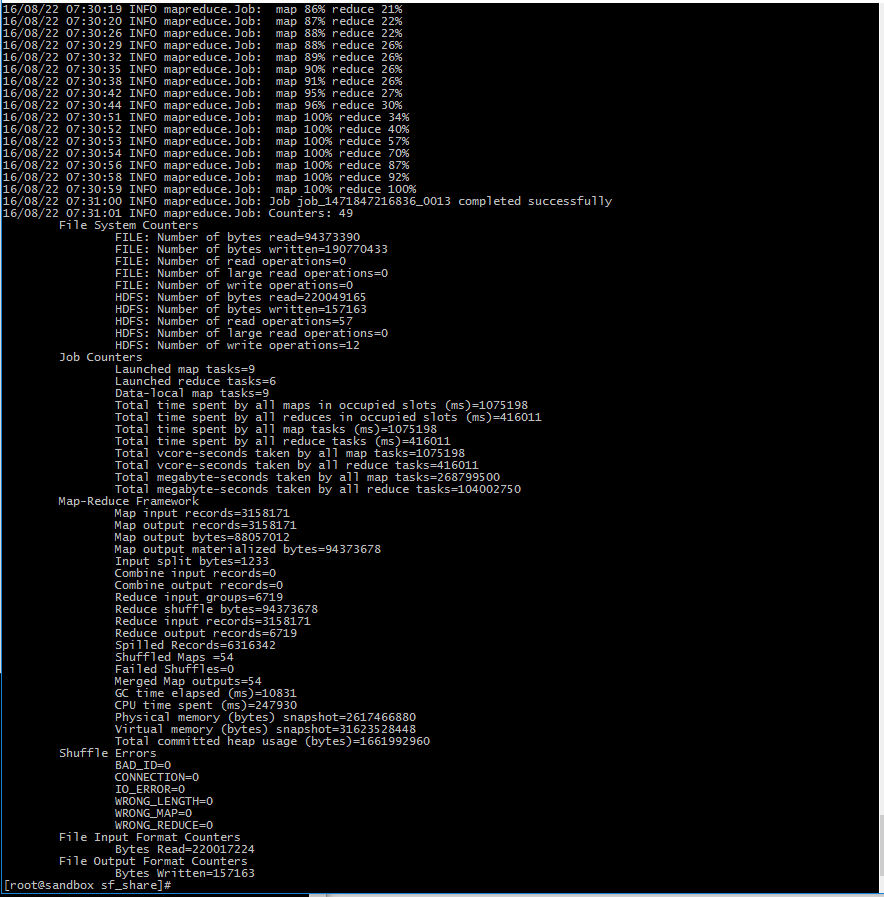 16/08/22 07:30:19 INFO mapreduce.Job:  map 86% reduce 21%
16/08/22 07:30:20 INFO mapreduce.Job:  map 87% reduce 22%
16/08/22 07:30:26 INFO mapreduce.Job:  map 88% reduce 22%
16/08/22 07:30:29 INFO mapreduce.Job:  map 88% reduce 26%
16/08/22 07:30:32 INFO mapreduce.Job:  map 89% reduce 26%
16/08/22 07:30:35 INFO mapreduce.Job:  map 90% reduce 26%
16/08/22 07:30:38 INFO mapreduce.Job:  map 91% reduce 26%
16/08/22 07:30:42 INFO mapreduce.Job:  map 95% reduce 27%
16/08/22 07:30:44 INFO mapreduce.Job:  map 96% reduce 30%
16/08/22 07:30:51 INFO mapreduce.Job:  map 100% reduce 34%
16/08/22 07:30:52 INFO mapreduce.Job:  map 100% reduce 40%
16/08/22 07:30:53 INFO mapreduce.Job:  map 100% reduce 57%
16/08/22 07:30:54 INFO mapreduce.Job:  map 100% reduce 70%
16/08/22 07:30:56 INFO mapreduce.Job:  map 100% reduce 87%
16/08/22 07:30:58 INFO mapreduce.Job:  map 100% reduce 92%
16/08/22 07:30:59 INFO mapreduce.Job:  map 100% reduce 100%
16/08/22 07:31:00 INFO mapreduce.Job: Job job_1471847216836_0013 completed successfully
16/08/22 07:31:01 INFO mapreduce.Job: Counters: 49
File System Counters
FILE: Number of bytes read=94373390
FILE: Number of bytes written=190770433
FILE: Number of read operations=0
FILE: Number of large read operations=0
FILE: Number of write operations=0
HDFS: Number of bytes read=220049165
HDFS: Number of bytes written=157163
HDFS: Number of read operations=57
HDFS: Number of large read operations=0
HDFS: Number of write operations=12
Job Counters
Launched map tasks=9
Launched reduce tasks=6
Data-local map tasks=9
Total time spent by all maps in occupied slots (ms)=1075198
Total time spent by all reduces in occupied slots (ms)=416011
Total time spent by all map tasks (ms)=1075198
Total time spent by all reduce tasks (ms)=416011
Total vcore-seconds taken by all map tasks=1075198
Total vcore-seconds taken by all reduce tasks=416011
Total megabyte-seconds taken by all map tasks=268799500
Total megabyte-seconds taken by all reduce tasks=104002750
Map-Reduce Framework
Map input records=3158171
Map output records=3158171
Map output bytes=88057012
Map output materialized bytes=94373678
Input split bytes=1233
Combine input records=0
Combine output records=0
Reduce input groups=6719
Reduce shuffle bytes=94373678
Reduce input records=3158171
Reduce output records=6719
Spilled Records=6316342
Shuffled Maps =54
Failed Shuffles=0
Merged Map outputs=54
GC time elapsed (ms)=10831
CPU time spent (ms)=247930
Physical memory (bytes) snapshot=2617466880
Virtual memory (bytes) snapshot=31623528448
Total committed heap usage (bytes)=1661992960
Shuffle Errors
BAD_ID=0
CONNECTION=0
IO_ERROR=0
WRONG_LENGTH=0
WRONG_MAP=0
WRONG_REDUCE=0
File Input Format Counters
Bytes Read=220017224
File Output Format Counters
Bytes Written=157163
[root@sandbox sf_share]#